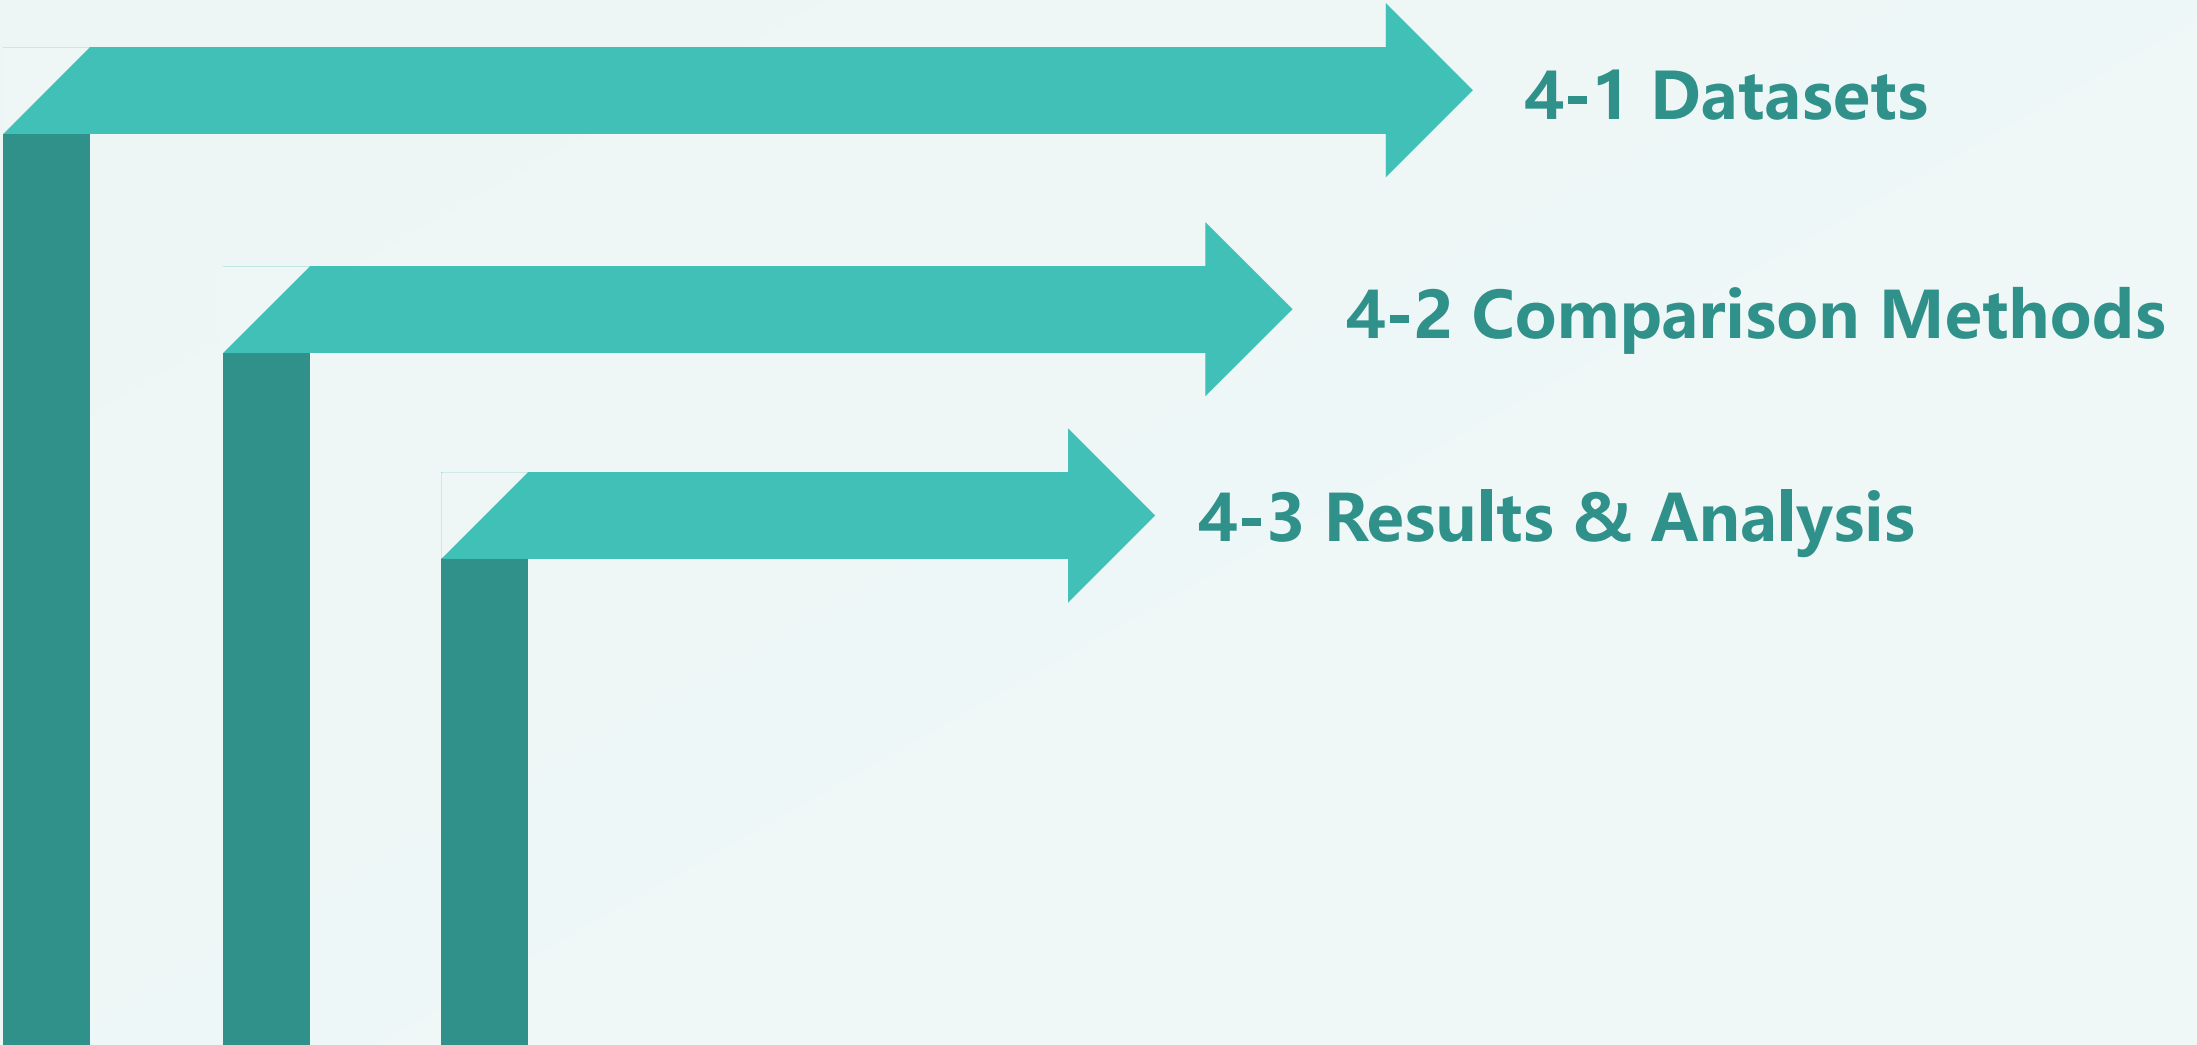 4-1 Datasets
4-2 Comparison Methods
4-3 Results & Analysis